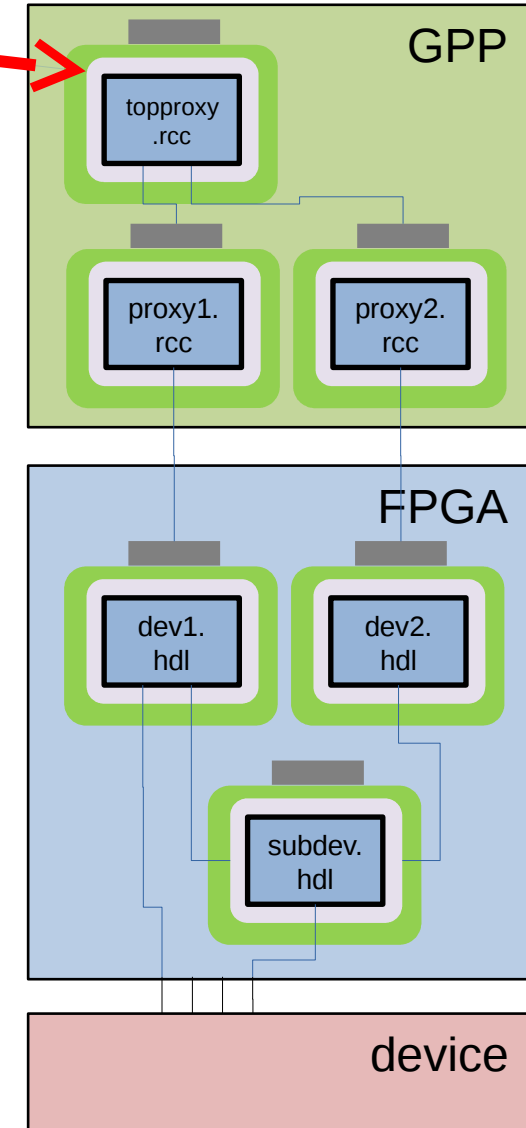 GPP
topproxy
.rcc
proxy1.
rcc
proxy2.
rcc
FPGA
dev1.
hdl
dev2.
hdl
subdev.
hdl
device